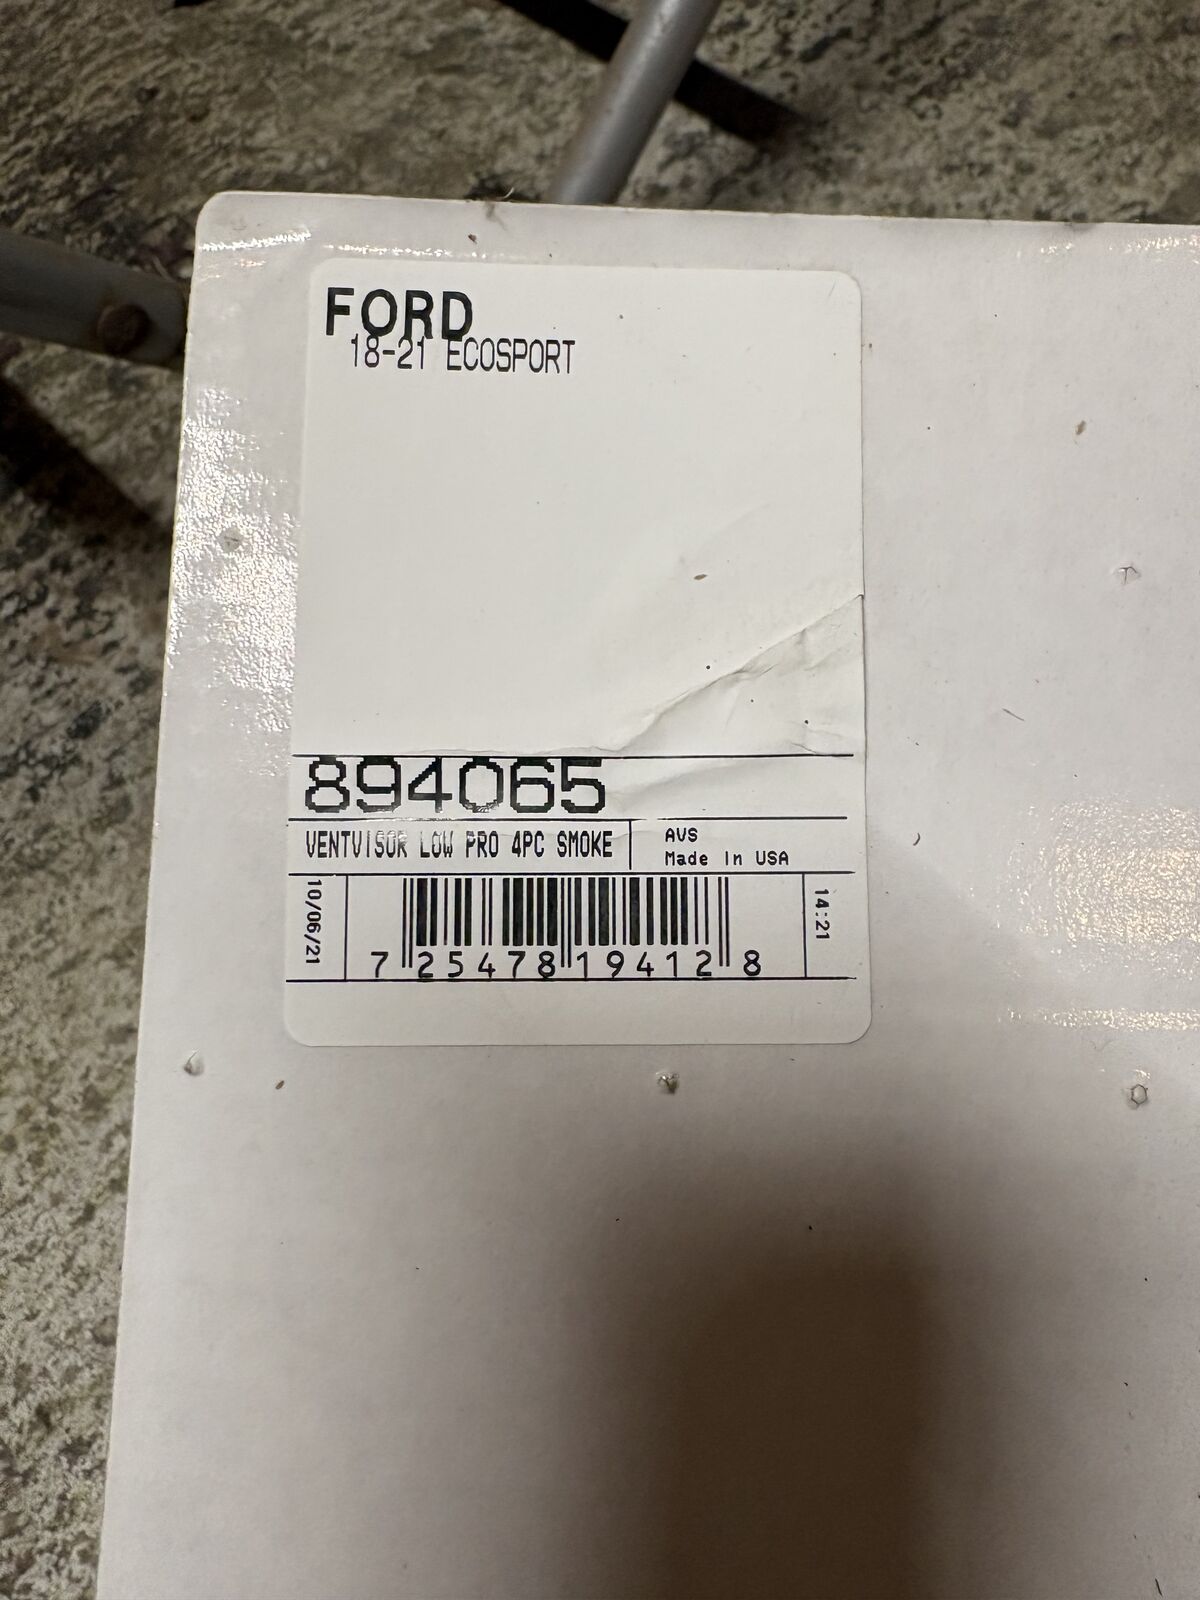 FORD
18-21 ECOSPORT
894065
VENTVISOR LOW PRO 4PC SMOKE
AVS
Made In USA
10/06/21
7 25478 19412 8
14:21